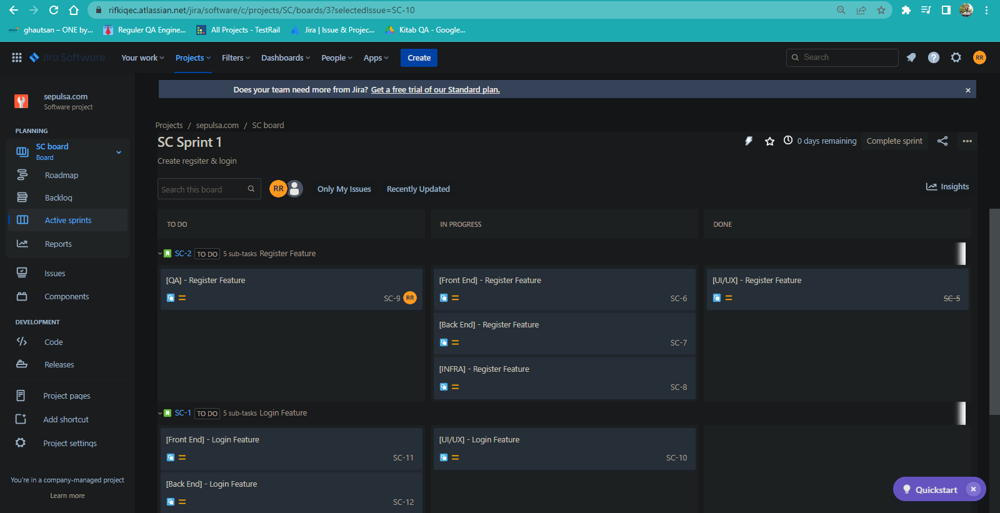 rifkiqec.atlassian.net/jira/software/c/projects/SC/boards/3?selectedIssue=SC-10
ghautsan – ONE by...
Reguler QA Engine...
All Projects - TestRail
Jira | Issue & Projec...
Kitab QA - Google...
Jira Software
Your work
Projects
Filters
Dashboards
People
Apps
Create
Search
RR
sepulsa.com
Software project
Does your team need more from Jira? Get a free trial of our Standard plan.
PLANNING
SC board
Board
Roadmap
Backlog
Active sprints
Reports
Issues
Components
DEVELOPMENT
Code
Releases
Project pages
Add shortcut
Project settings
You're in a company-managed project
Learn more
Projects / sepulsa.com / SC board
SC Sprint 1
0 days remaining
Complete sprint
Create regsiter & login
Search this board
RR
Only My Issues
Recently Updated
Insights
TO DO
IN PROGRESS
DONE
SC-2 TO DO 5 sub-tasks Register Feature
[QA] - Register Feature
SC-9 RR
[Front End] - Register Feature
SC-6
[Back End] - Register Feature
SC-7
[INFRA] - Register Feature
SC-8
[UI/UX] - Register Feature
SC-5
SC-1 TO DO 5 sub-tasks Login Feature
[Front End] - Login Feature
SC-11
[Back End] - Login Feature
SC-12
[UI/UX] - Login Feature
SC-10
Quickstart